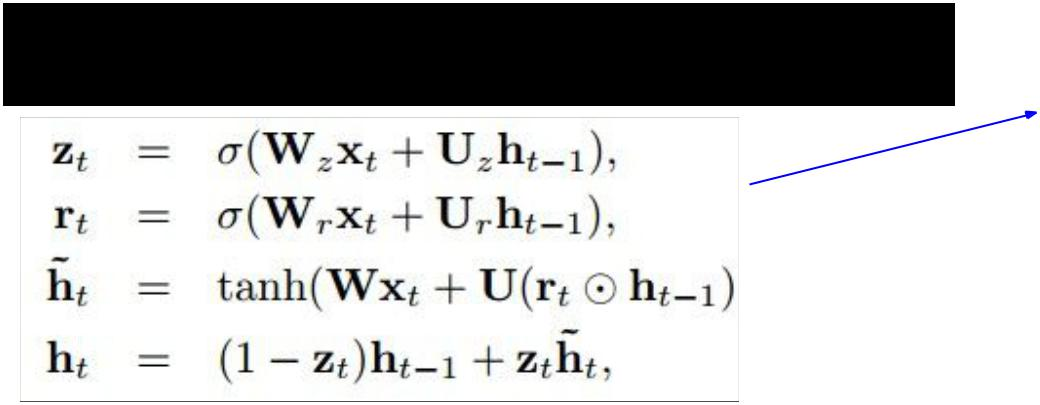 z_t = σ(W_z x_t + U_z h_{t−1}),
r_t = σ(W_r x_t + U_r h_{t−1}),
h̃_t = tanh(Wx_t + U(r_t ⊙ h_{t−1})
h_t = (1 − z_t)h_{t−1} + z_t h̃_t,